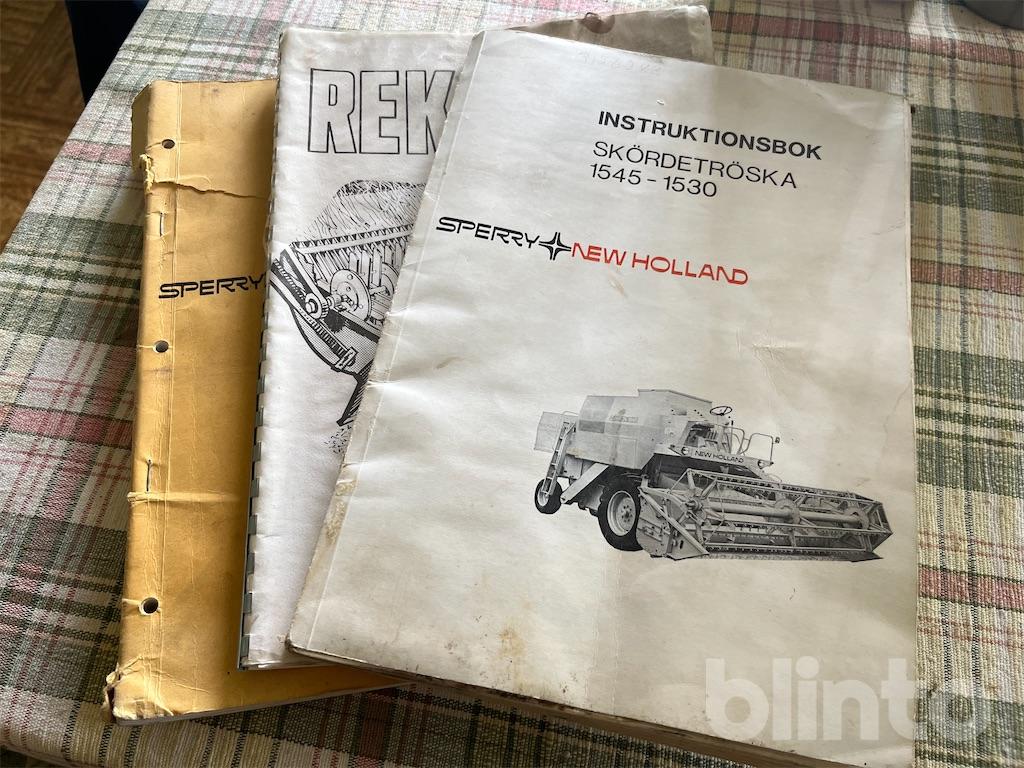 INSTRUKTIONSBOK
SKÖRDETRÖSKA
1545 - 1530
SPERRY NEW HOLLAND
NEW HOLLAND
REK
SPERRY
blinto